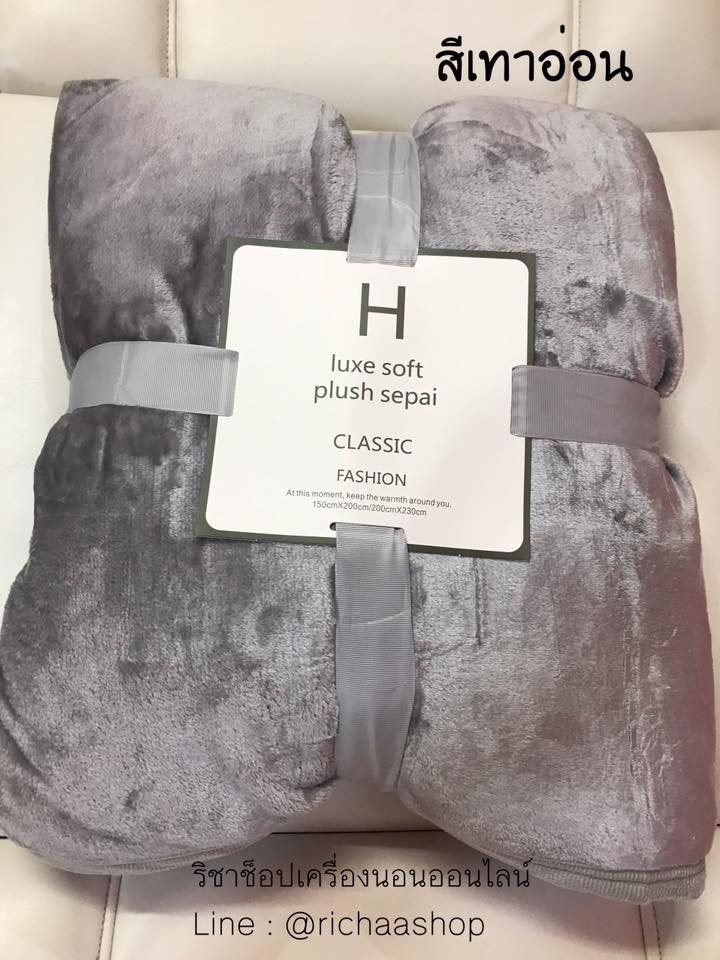 สีเทาอ่อน
H
luxe soft
plush sepai
CLASSIC
FASHION
At this moment, keep the warmth around you.
150cmX200cm/200cmX230cm
ริชาช็อปเครื่องนอนออนไลน์
Line : @richaashop